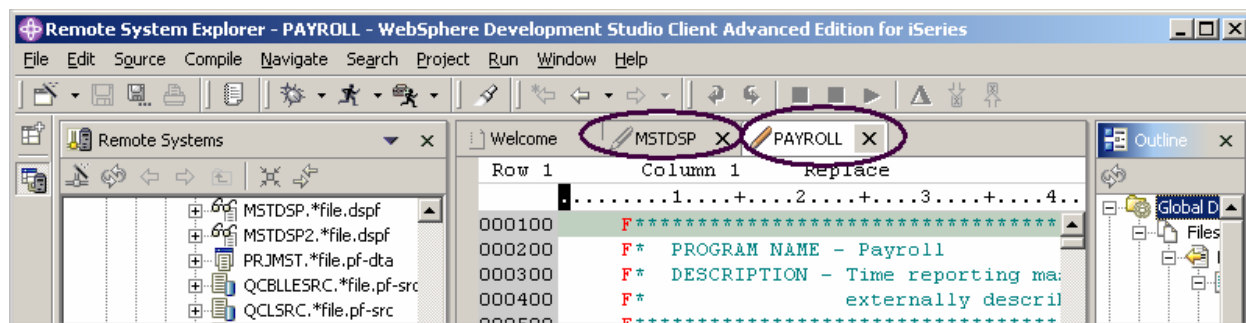 Remote System Explorer - PAYROLL - WebSphere Development Studio Client Advanced Edition for iSeries
File Edit Source Compile Navigate Search Project Run Window Help
Remote Systems
Welcome MSTDSP PAYROLL
Outline
Row 1 Column 1 Replace
.........1....+....2....+....3....+....4..
MSTDSP.*file.dspf
MSTDSP2.*file.dspf
PRJMST.*file.pf-dta
QCBLLESRC.*file.pf-src
QCLSRC.*file.pf-src
000100 F**********************************
000200 F* PROGRAM NAME - Payroll
000300 F* DESCRIPTION - Time reporting
000400 F* externally
Global D
Files